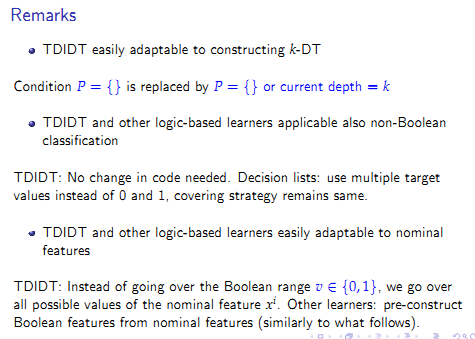 Remarks
TDIDT easily adaptable to constructing k-DT
Condition P = {} is replaced by P = {} or current depth = k
TDIDT and other logic-based learners applicable also non-Boolean
classification
TDIDT: No change in code needed. Decision lists: use multiple target
values instead of 0 and 1, covering strategy remains same.
TDIDT and other logic-based learners easily adaptable to nominal
features
TDIDT: Instead of going over the Boolean range v ∈ {0,1}, we go over
all possible values of the nominal feature xⁱ. Other learners: pre-construct
Boolean features from nominal features (similarly to what follows).